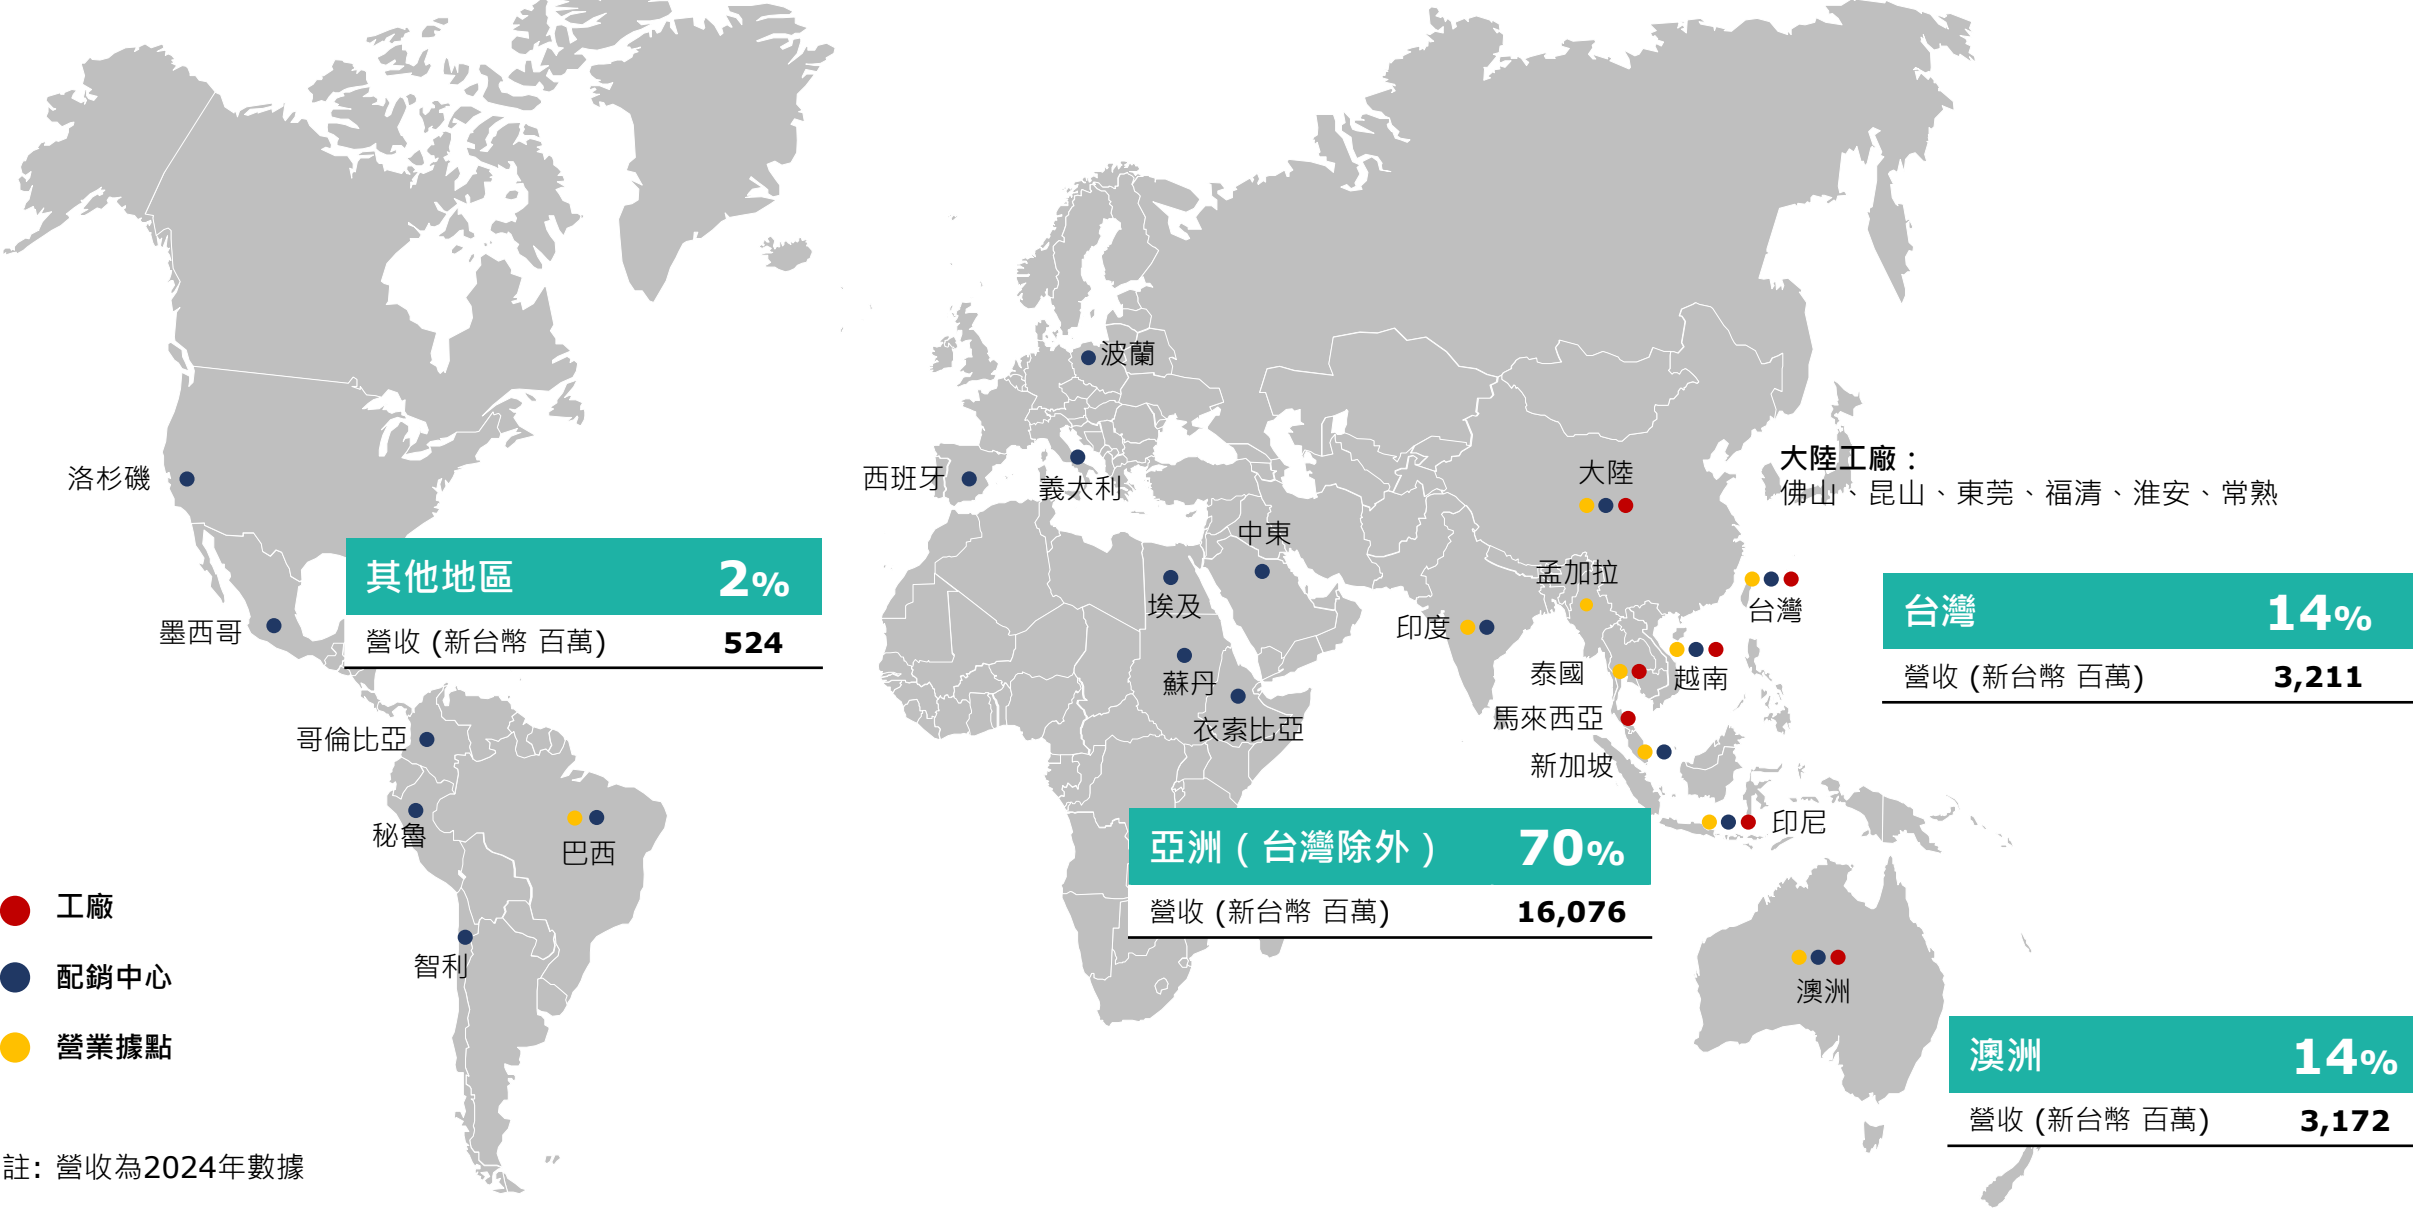 波蘭
洛杉磯
西班牙
義大利
大陸
大陸工廠：
佛山、昆山、東莞、福清、淮安、常熟
中東
孟加拉
其他地區 2%
營收 (新台幣 百萬) 524
埃及
台灣
台灣 14%
營收 (新台幣 百萬) 3,211
墨西哥
印度
蘇丹
泰國
越南
衣索比亞
馬來西亞
哥倫比亞
新加坡
秘魯
巴西
印尼
亞洲（台灣除外） 70%
營收 (新台幣 百萬) 16,076
工廠
配銷中心
營業據點
智利
澳洲
澳洲 14%
營收 (新台幣 百萬) 3,172
註: 營收為2024年數據